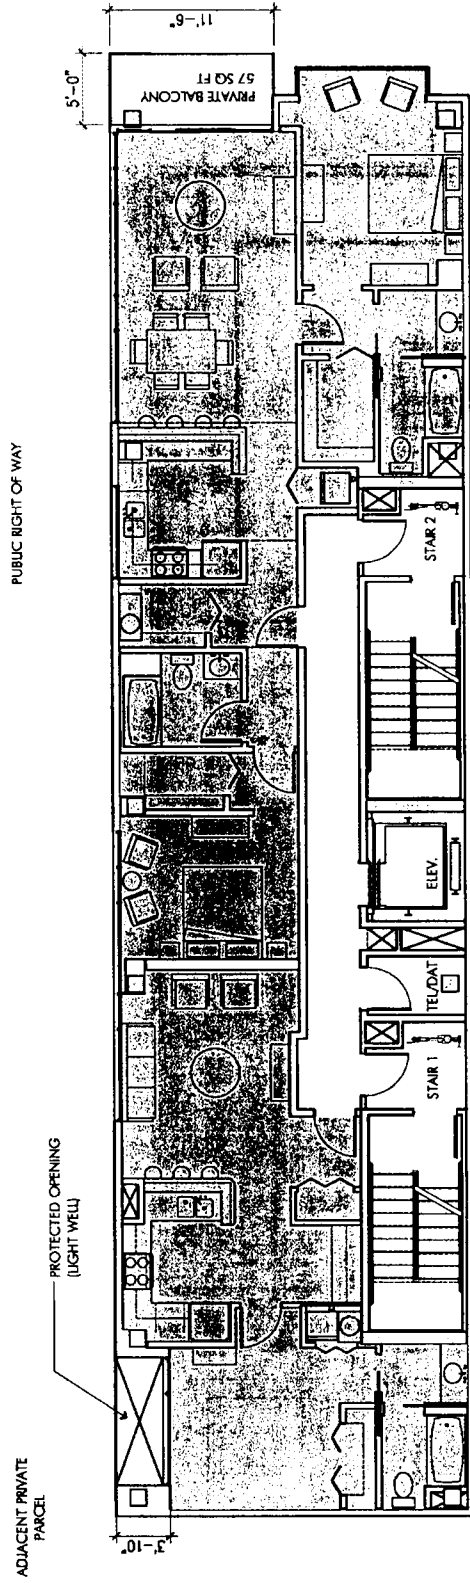 11'-6"
5'-0"
PRIVATE BALCONY
57 SQ FT
PUBLIC RIGHT OF WAY
STAIR 2
ELEV.
TEL/DAT
STAIR 1
PROTECTED OPENING
(LIGHT WELL)
ADJACENT PRIVATE
PARCEL
3'-10"